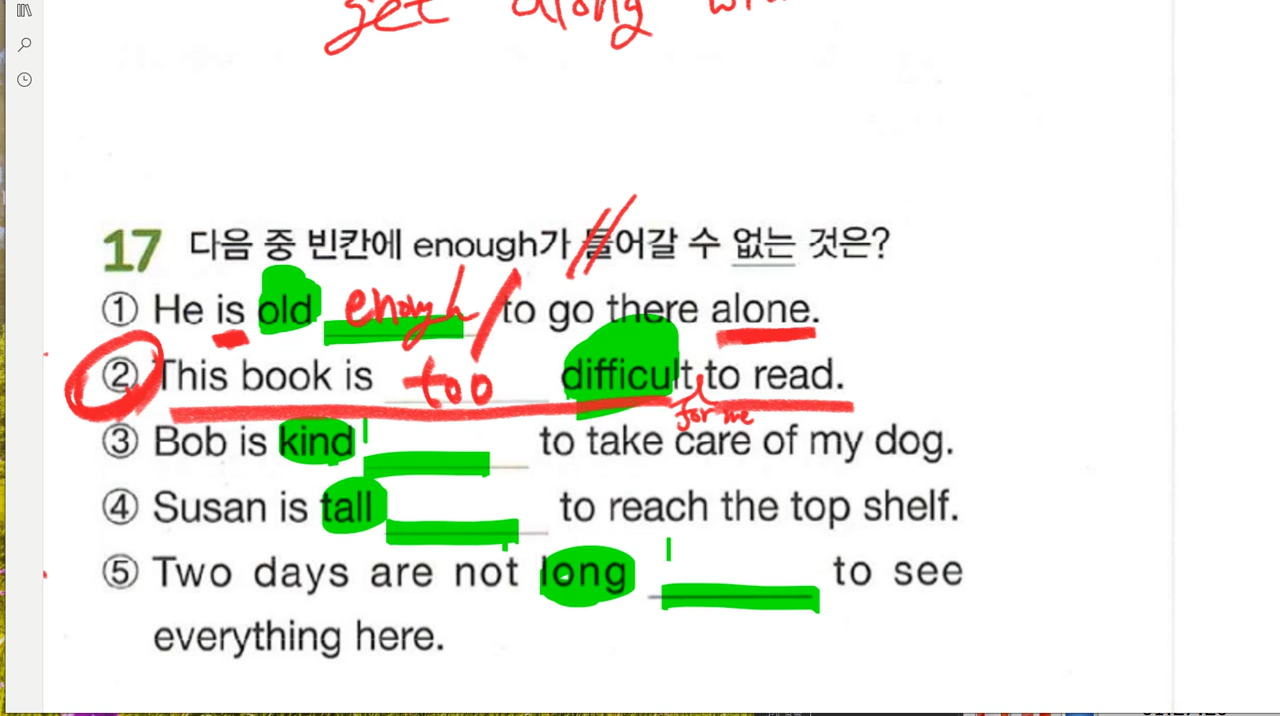 get along
17 다음 중 빈칸에 enough가 들어갈 수 없는 것은?
① He is old enough to go there alone.
② This book is too difficult to read.
for me
③ Bob is kind to take care of my dog.
④ Susan is tall to reach the top shelf.
⑤ Two days are not long to see
everything here.